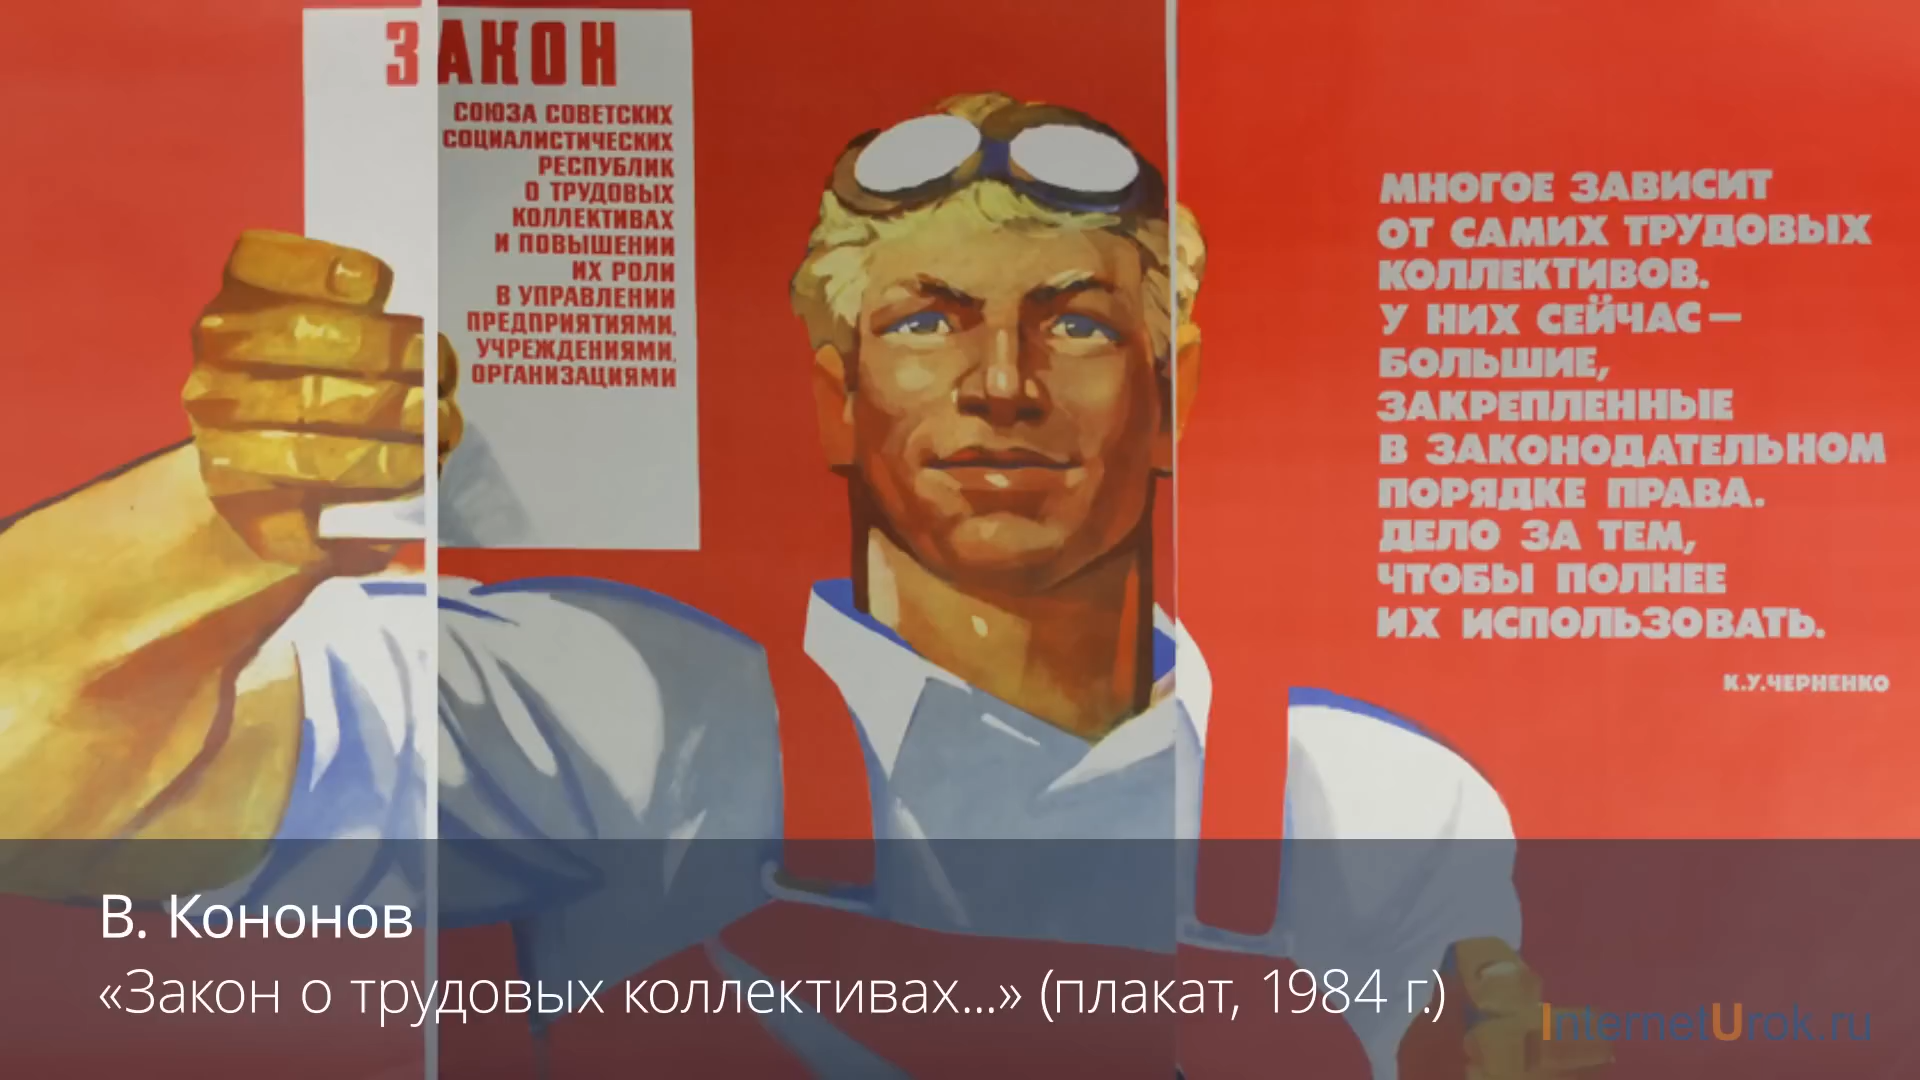 ЗАКОН
СОЮЗА СОВЕТСКИХ
СОЦИАЛИСТИЧЕСКИХ
РЕСПУБЛИК
О ТРУДОВЫХ
КОЛЛЕКТИВАХ
И ПОВЫШЕНИИ
ИХ РОЛИ
В УПРАВЛЕНИИ
ПРЕДПРИЯТИЯМИ,
УЧРЕЖДЕНИЯМИ,
ОРГАНИЗАЦИЯМИ
МНОГОЕ ЗАВИСИТ
ОТ САМИХ ТРУДОВЫХ
КОЛЛЕКТИВОВ.
У НИХ СЕЙЧАС —
БОЛЬШИЕ,
ЗАКРЕПЛЕННЫЕ
В ЗАКОНОДАТЕЛЬНОМ
ПОРЯДКЕ ПРАВА.
ДЕЛО ЗА ТЕМ,
ЧТОБЫ ПОЛНЕЕ
ИХ ИСПОЛЬЗОВАТЬ.
К.У.ЧЕРНЕНКО
В. Кононов
«Закон о трудовых коллективах...» (плакат, 1984 г.)
InternetUrok.ru